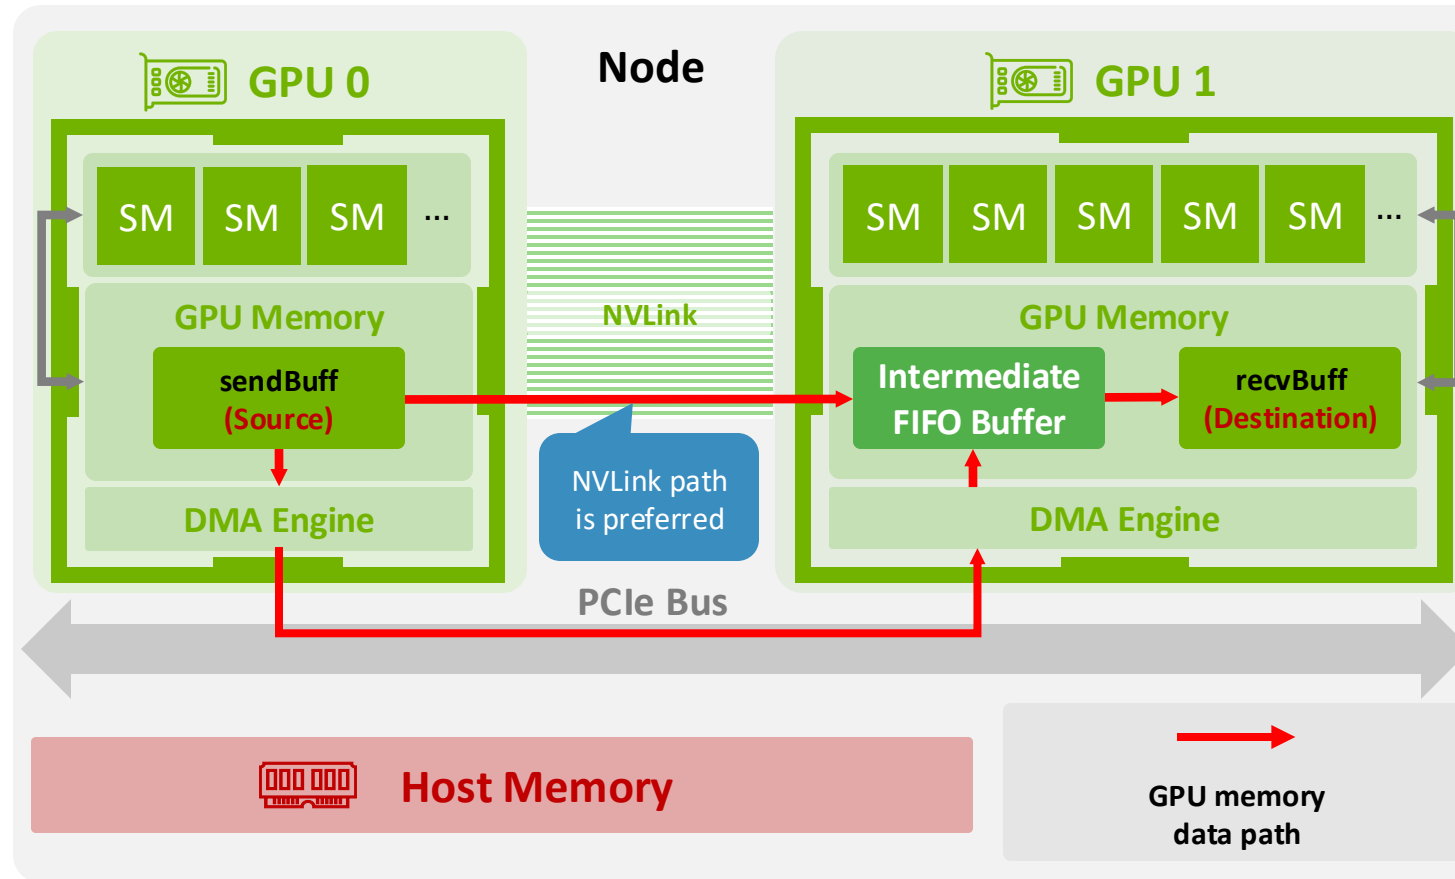 GPU 0
Node
GPU 1
SM SM SM ...
SM SM SM SM SM ...
GPU Memory
NVLink
GPU Memory
sendBuff
(Source)
Intermediate
FIFO Buffer
recvBuff
(Destination)
NVLink path
is preferred
DMA Engine
DMA Engine
PCIe Bus
Host Memory
GPU memory
data path